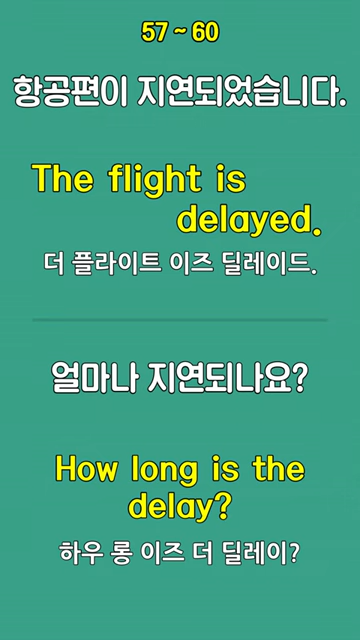 57 ~ 60
항공편이 지연되었습니다.
The flight is
delayed.
더 플라이트 이즈 딜레이드.
얼마나 지연되나요?
How long is the
delay?
하우 롱 이즈 더 딜레이?